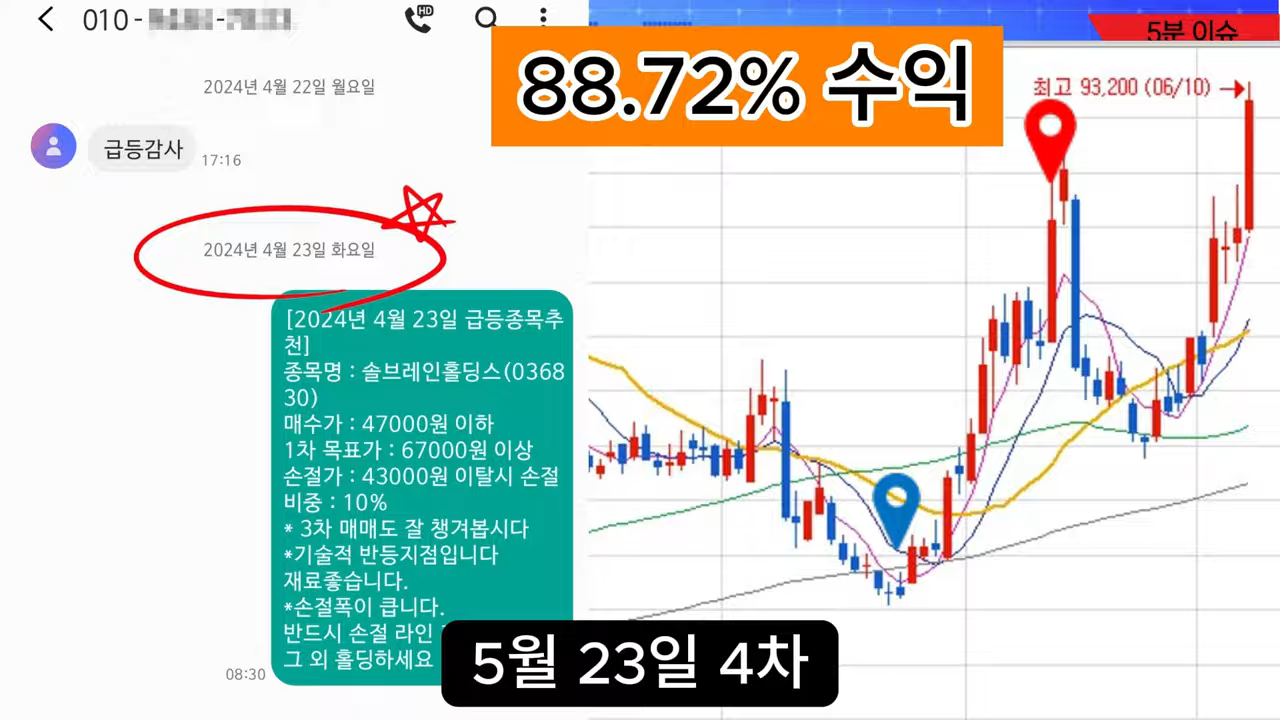 010-
2024년 4월 22일 월요일
급등감사
17:16
2024년 4월 23일 화요일
[2024년 4월 23일 급등종목추
천]
종목명 : 솔브레인홀딩스(0368
30)
매수가 : 47000원 이하
1차 목표가 : 67000원 이상
손절가 : 43000원 이탈시 손절
비중 : 10%
* 3차 매매도 잘 챙겨봅시다
*기술적 반등지점입니다
재료좋습니다.
*손절폭이 큽니다.
반드시 손절 라인
그 외 홀딩하세요
08:30
HD
88.72% 수익
5분 이슈
최고 93,200 (06/10)
5월 23일 4차